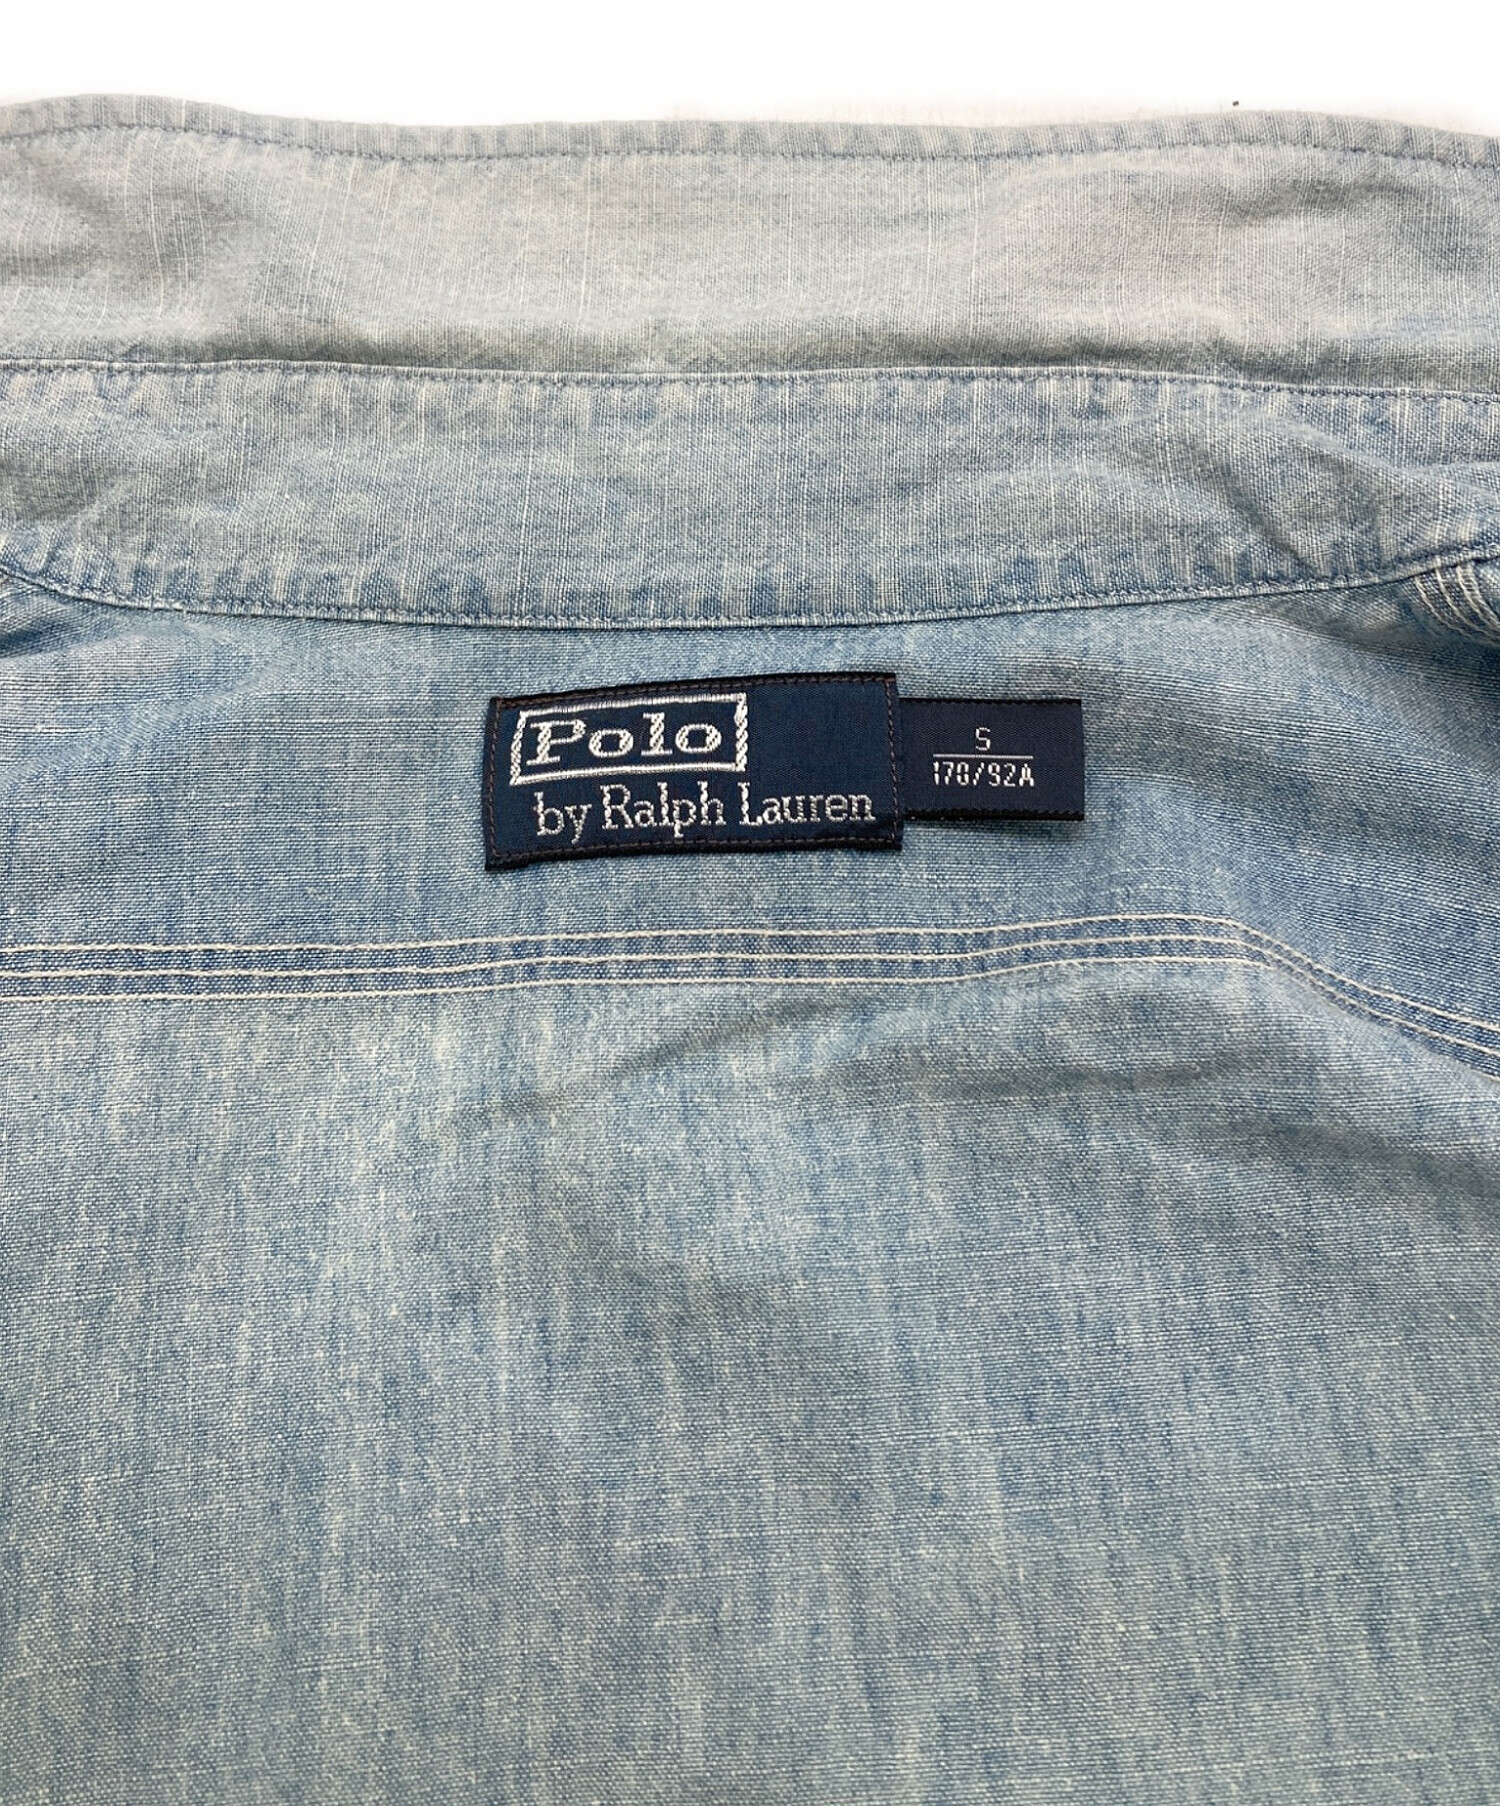 Polo
by Ralph Lauren
S
170/92A